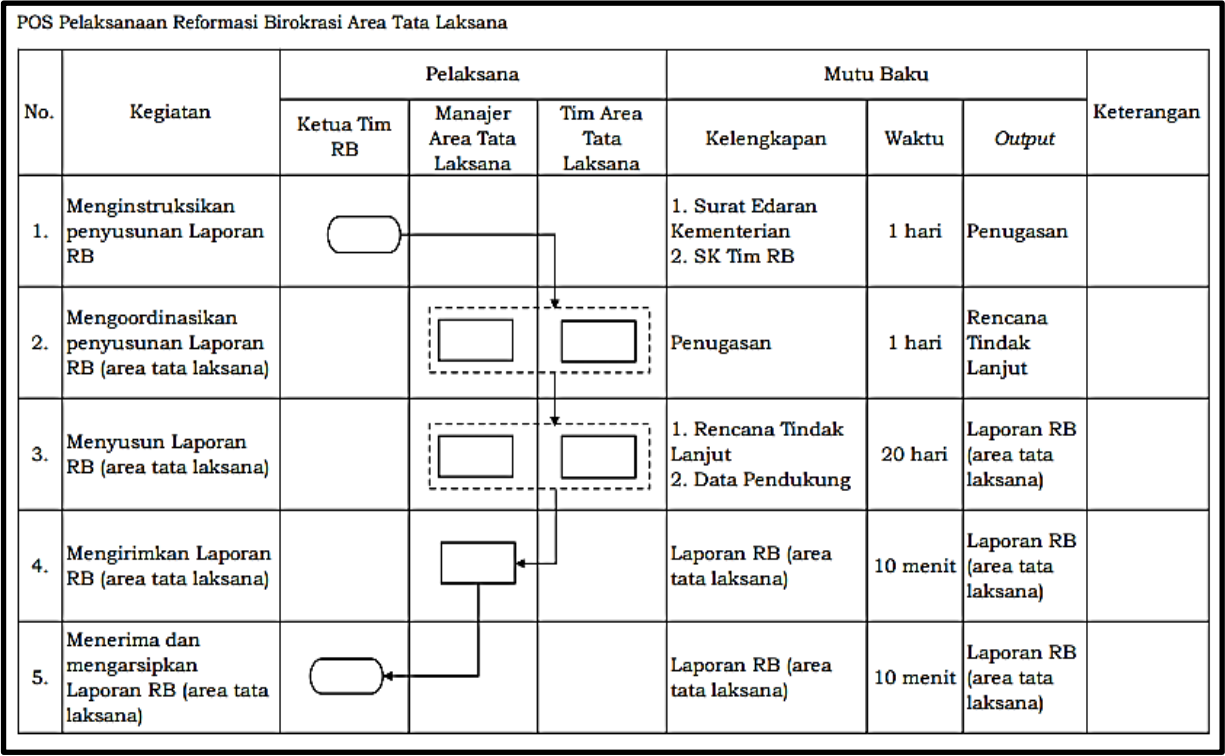 POS Pelaksanaan Reformasi Birokrasi Area Tata Laksana
No.
Kegiatan
Pelaksana
Mutu Baku
Keterangan
Ketua Tim
RB
Manajer
Area Tata
Laksana
Tim Area
Tata
Laksana
Kelengkapan
Waktu
Output
1.
Menginstruksikan
penyusunan Laporan
RB
1. Surat Edaran
Kementerian
2. SK Tim RB
1 hari
Penugasan
2.
Mengoordinasikan
penyusunan Laporan
RB (area tata laksana)
Penugasan
1 hari
Rencana
Tindak
Lanjut
3.
Menyusun Laporan
RB (area tata laksana)
1. Rencana Tindak
Lanjut
2. Data Pendukung
20 hari
Laporan RB
(area tata
laksana)
4.
Mengirimkan Laporan
RB (area tata laksana)
Laporan RB (area
tata laksana)
10 menit
Laporan RB
(area tata
laksana)
5.
Menerima dan
mengarsipkan
Laporan RB (area tata
laksana)
Laporan RB (area
tata laksana)
10 menit
Laporan RB
(area tata
laksana)